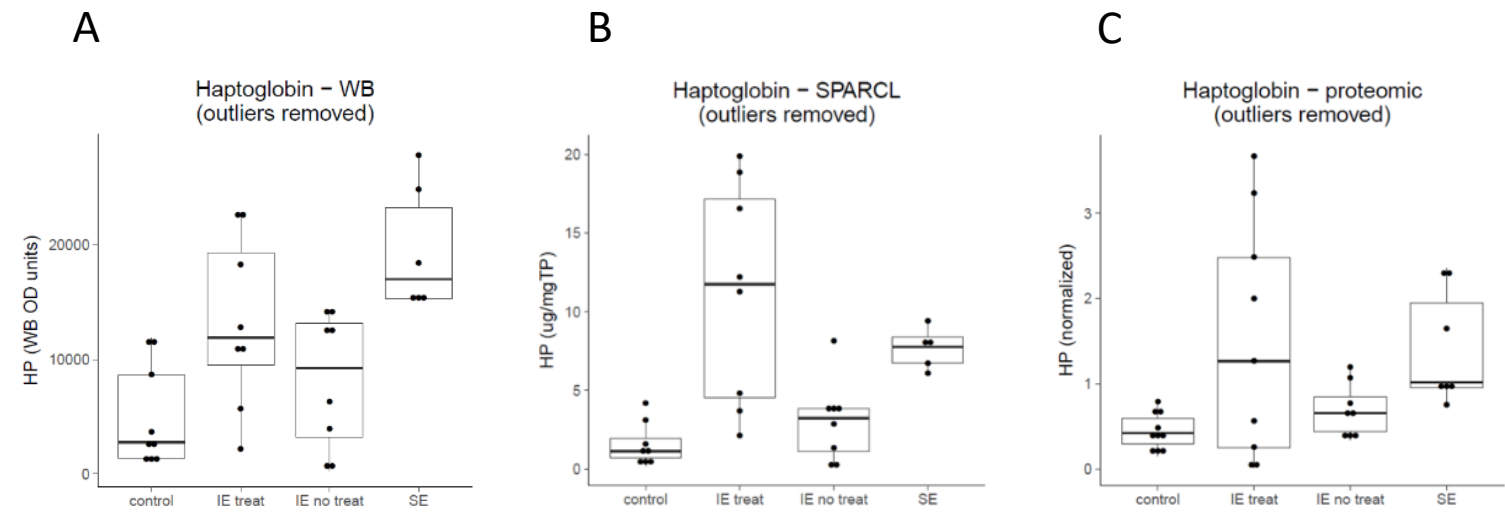 A
B
C
Haptoglobin − WB
(outliers removed)
HP (WB OD units)
20000
10000
0
control
IE treat
IE no treat
SE
Haptoglobin − SPARCL
(outliers removed)
HP (ug/mgTP)
20
15
10
5
0
control
IE treat
IE no treat
SE
Haptoglobin − proteomic
(outliers removed)
HP (normalized)
3
2
1
0
control
IE treat
IE no treat
SE